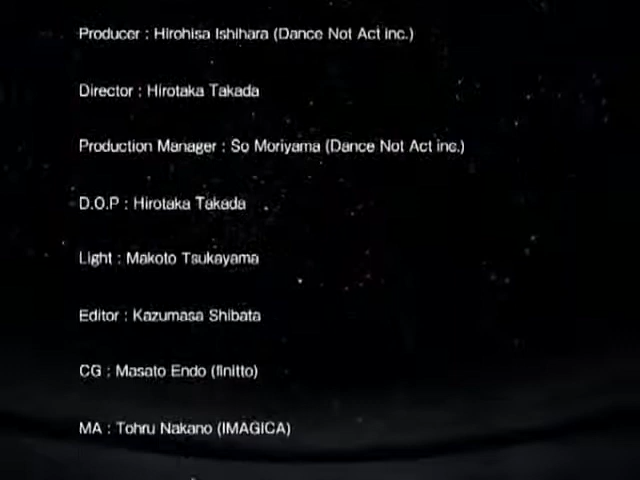 Producer : Hirohisa Ishihara (Dance Not Act inc.)
Director : Hirotaka Takada
Production Manager : So Moriyama (Dance Not Act inc.)
D.O.P : Hirotaka Takada
Light : Makoto Tsukayama
Editor : Kazumasa Shibata
CG : Masato Endo (finitto)
MA : Tohru Nakano (IMAGICA)